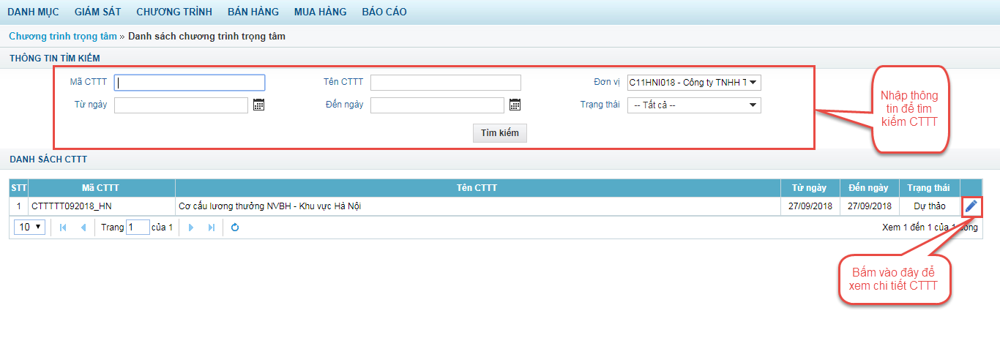 DANH MỤC GIÁM SÁT CHƯƠNG TRÌNH BÁN HÀNG MUA HÀNG BÁO CÁO
Chương trình trọng tâm » Danh sách chương trình trọng tâm
THÔNG TIN TÌM KIẾM
Mã CTTT Tên CTTT Đơn vị C11HNI018 - Công ty TNHH T
Từ ngày Đến ngày Trạng thái -- Tất cả --
Tìm kiếm
Nhập thông
tin để tìm
kiếm CTTT
DANH SÁCH CTTT
STT Mã CTTT Tên CTTT Từ ngày Đến ngày Trạng thái
1 CTTTTT092018_HN Cơ cấu lương thưởng NVBH - Khu vực Hà Nội 27/09/2018 27/09/2018 Dự thảo
10 Trang 1 của 1 Xem 1 đến 1 của 1 dòng
Bấm vào đây để
xem chi tiết CTTT